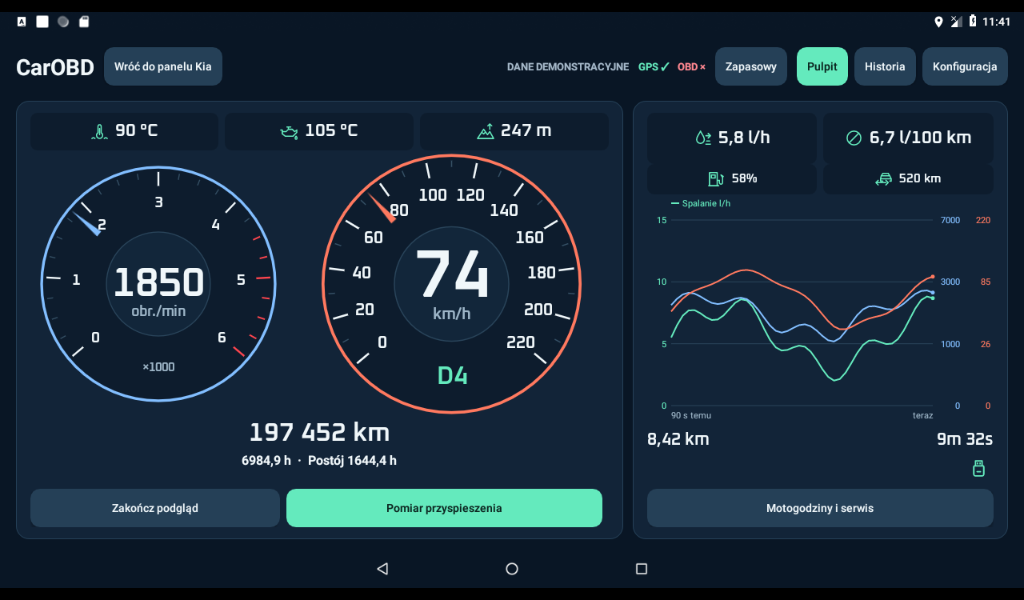 11:41
CarOBD
Wróć do panelu Kia
DANE DEMONSTRACYJNE
GPS ✓
OBD ×
Zapasowy
Pulpit
Historia
Konfiguracja
90 °C
105 °C
247 m
0
1
2
3
4
5
6
1850
obr./min
×1000
0
20
40
60
80
100
120
140
160
180
200
220
74
km/h
D4
197 452 km
6984,9 h · Postój 1644,4 h
Zakończ podgląd
Pomiar przyspieszenia
5,8 l/h
6,7 l/100 km
58%
520 km
Spalanie l/h
15 7000 220
10 3000 85
5 1000 26
0 0 0
90 s temu teraz
8,42 km
9m 32s
Motogodziny i serwis